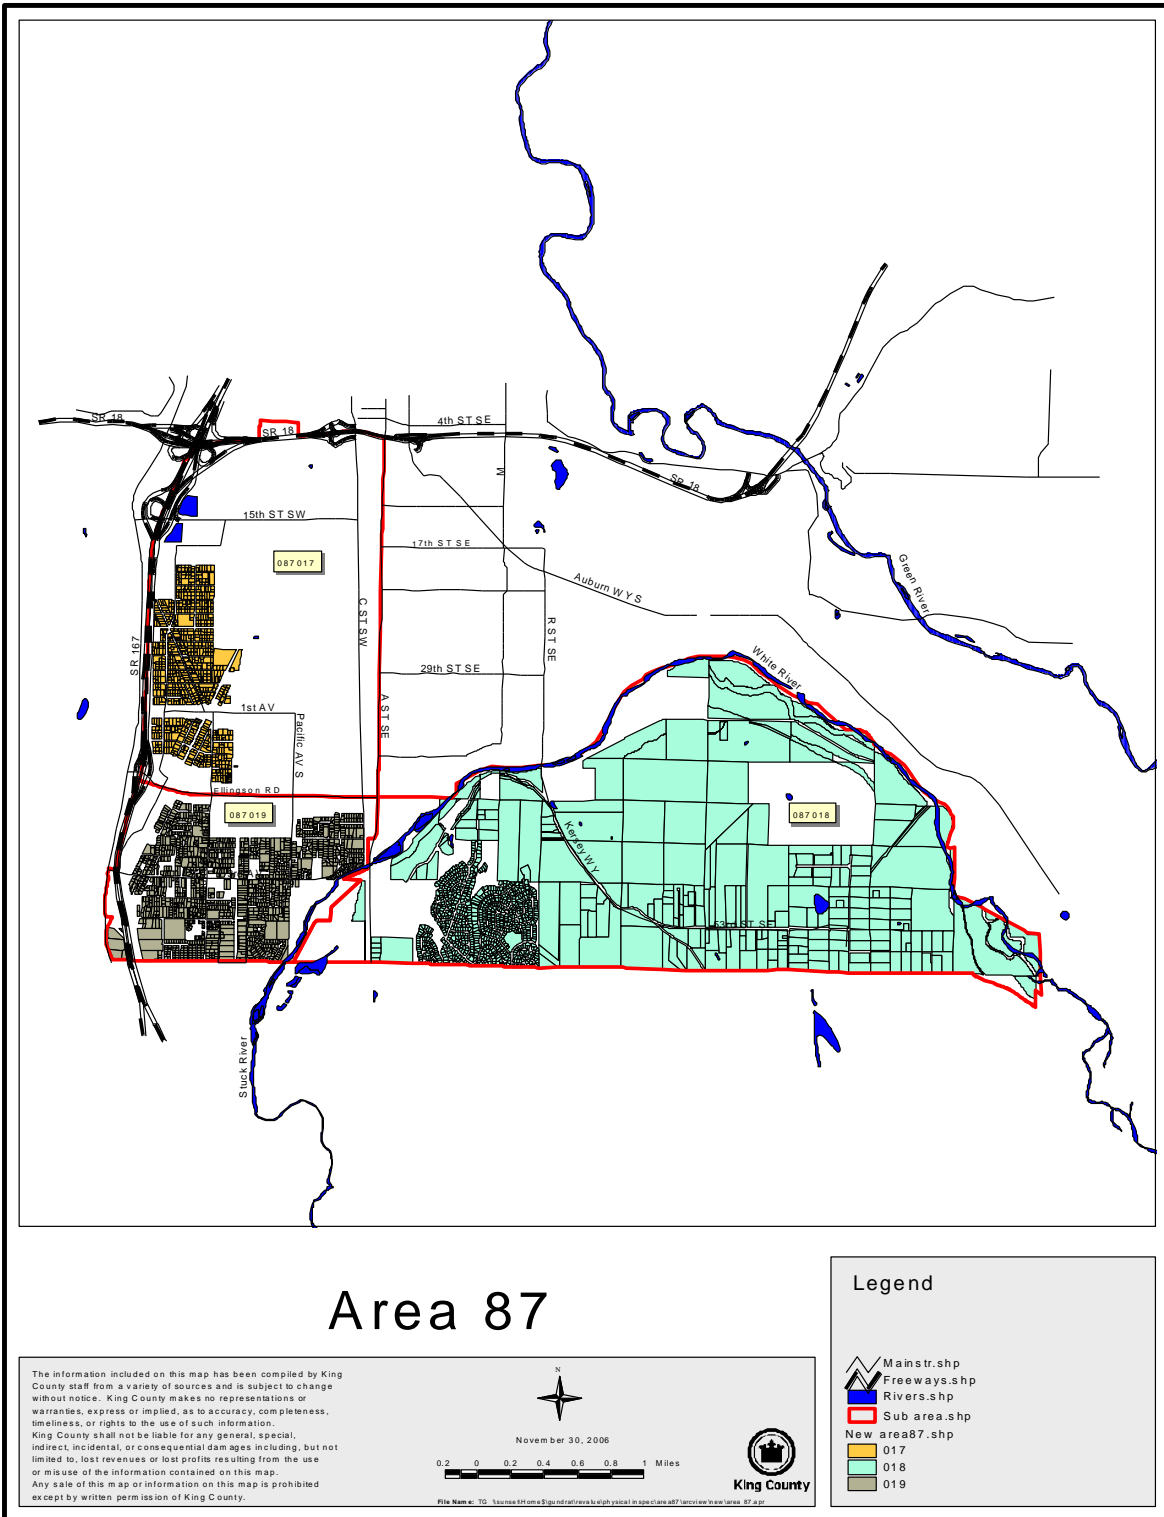 SR 18
SR 18
4th ST SE
M
SR 18
15th ST SW
17th ST SE
087017
Auburn WY S
Green River
C ST SW
R ST SE
SR 167
29th ST SE
White River
1st AV
A ST SE
Pacific AV S
Ellingson RD
087019
087018
Kersey WY
53rd ST SE
Stuck River
Area 87
Legend
Mainstr.shp
Freeways.shp
Rivers.shp
Sub area.shp
New area87.shp
017
018
019
The information included on this map has been compiled by King
County staff from a variety of sources and is subject to change
without notice. King County makes no representations or
warranties, express or implied, as to accuracy, completeness,
timeliness, or rights to the use of such information.
King County shall not be liable for any general, special,
indirect, incidental, or consequential damages including, but not
limited to, lost revenues or lost profits resulting from the use
or misuse of the information contained on this map.
Any sale of this map or information on this map is prohibited
except by written permission of King County.
N
November 30, 2006
0.2 0 0.2 0.4 0.6 0.8 1 Miles
King County
File Name: TG